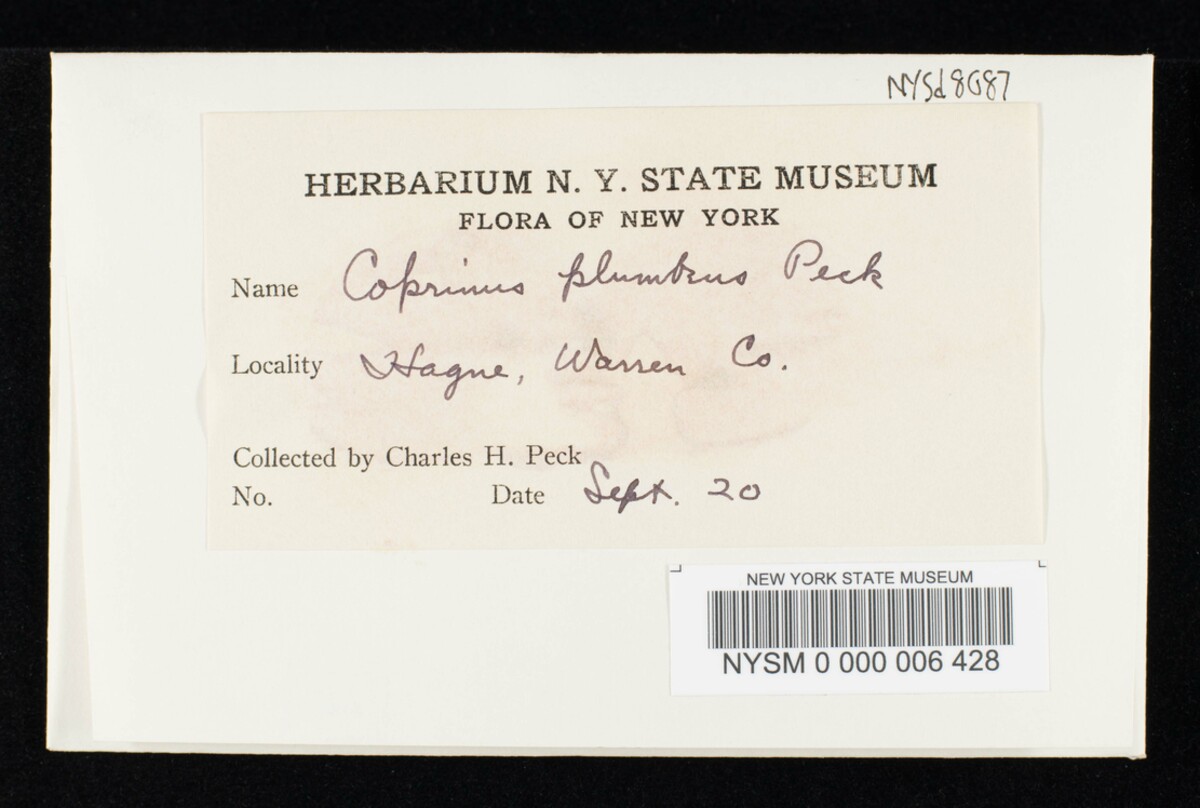 NYSd8087
HERBARIUM N. Y. STATE MUSEUM
FLORA OF NEW YORK
Name Coprinus plumbeus Peck
Locality Hague, Warren Co.
Collected by Charles H. Peck
No. Date Sept. 20
NEW YORK STATE MUSEUM
NYSM 0 000 006 428